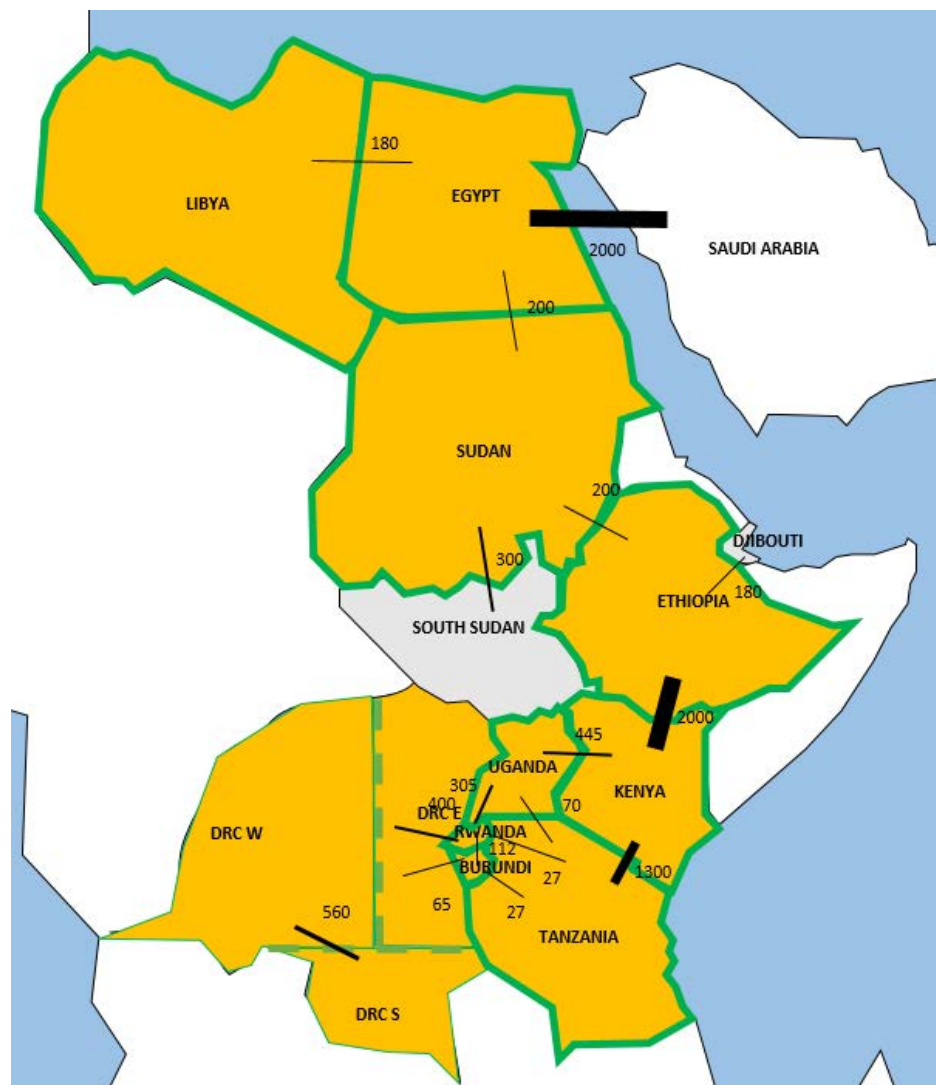 180
LIBYA
EGYPT
2000
SAUDI ARABIA
200
SUDAN
200
300
DJIBOUTI
180
ETHIOPIA
SOUTH SUDAN
2000
445
UGANDA
305
400
70
KENYA
DRC E
DRC W
RWANDA
112
BURUNDI
27
1300
65
27
560
TANZANIA
DRC S